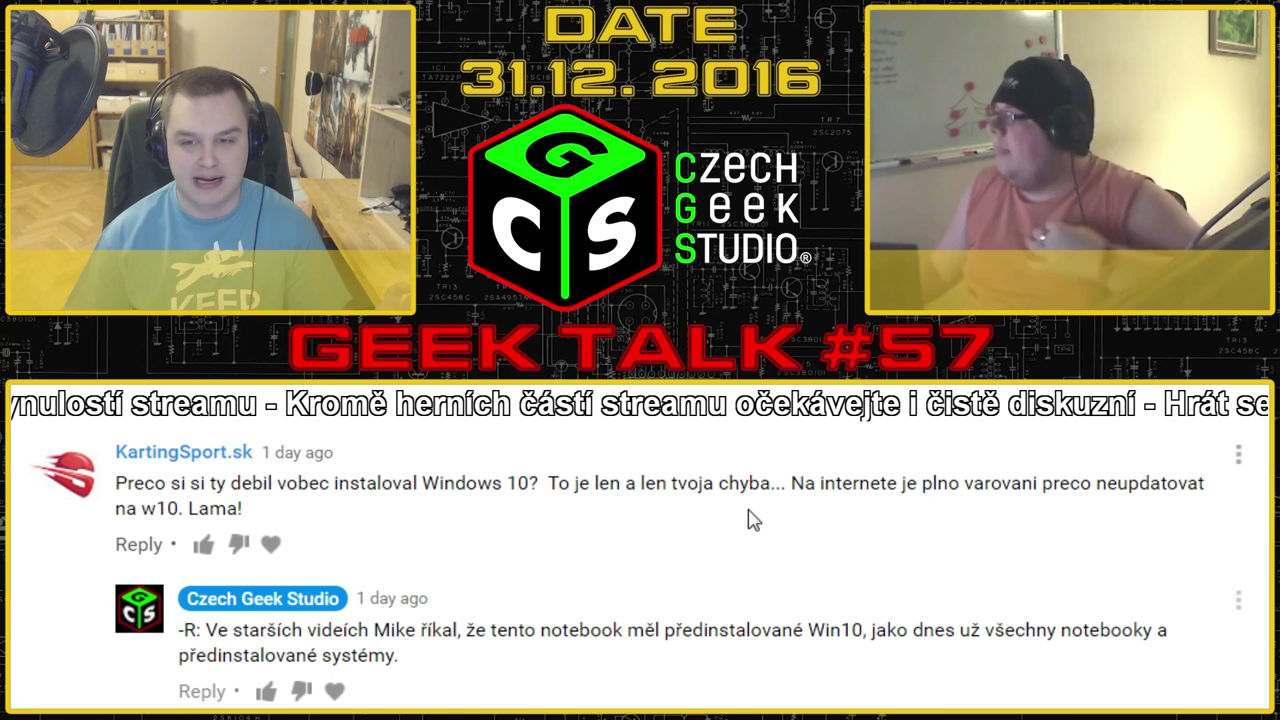 DATE
31.12. 2016
CZECH
GEEK
STUDIO®
G
C S
KEEP
GEEK TALK #57
ynulostí streamu - Kromě herních částí streamu očekávejte i čistě diskuzní - Hrát se
KartingSport.sk 1 day ago
Preco si si ty debil vobec instaloval Windows 10? To je len a len tvoja chyba... Na internete je plno varovani preco neupdatovat
na w10. Lama!
Reply •
Czech Geek Studio 1 day ago
-R: Ve starších videích Mike říkal, že tento notebook měl předinstalované Win10, jako dnes už všechny notebooky a
předinstalované systémy.
Reply •